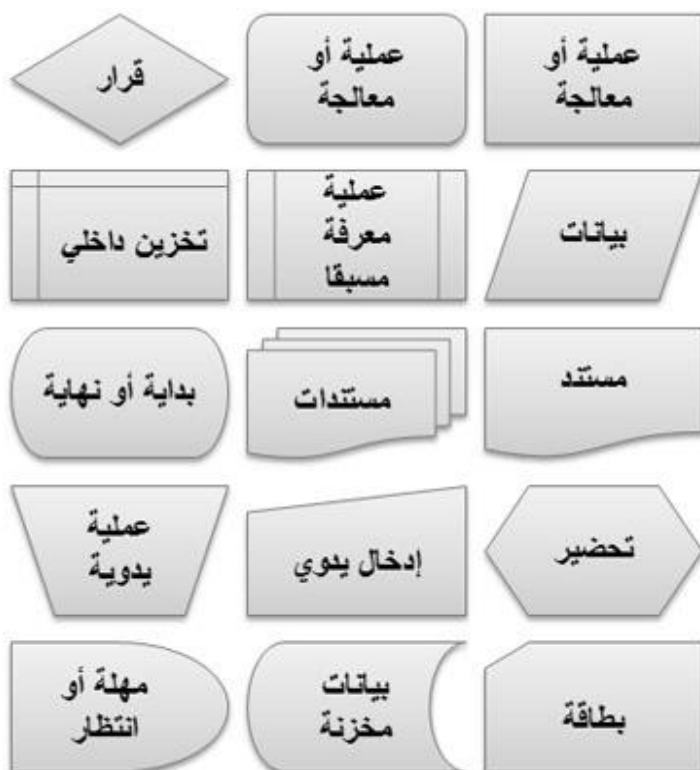 عملية أو
معالجة
عملية أو
معالجة
قرار
بيانات
عملية
معرفة
مسبقا
تخزين داخلي
مستند
مستندات
بداية أو نهاية
تحضير
إدخال يدوي
عملية
يدوية
بطاقة
بيانات
مخزنة
مهلة أو
انتظار